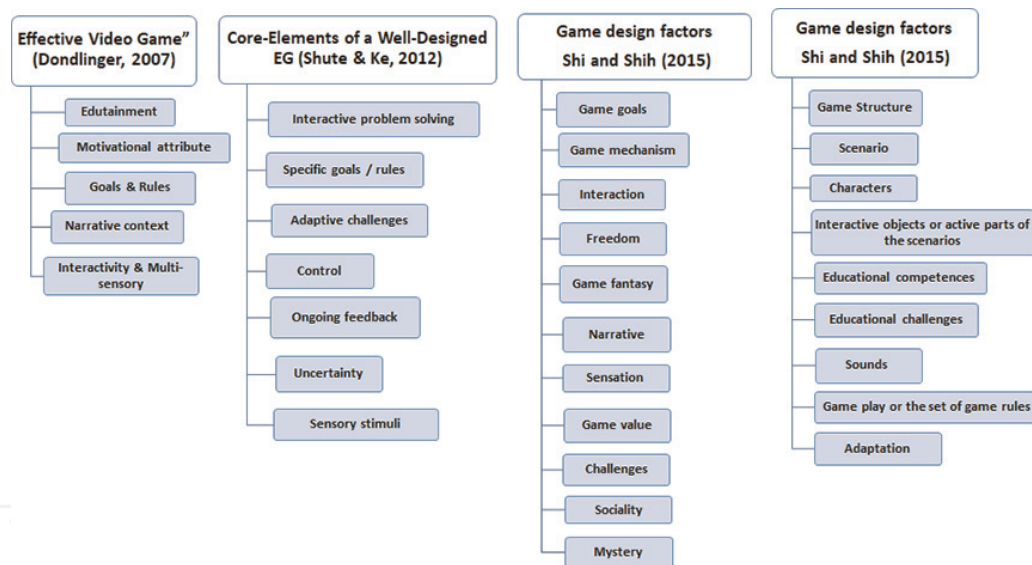 Effective Video Game”
(Dondlinger, 2007)
Edutainment
Motivational attribute
Goals & Rules
Narrative context
Interactivity & Multi-
sensory
Core-Elements of a Well-Designed
EG (Shute & Ke, 2012)
Interactive problem solving
Specific goals / rules
Adaptive challenges
Control
Ongoing feedback
Uncertainty
Sensory stimuli
Game design factors
Shi and Shih (2015)
Game goals
Game mechanism
Interaction
Freedom
Game fantasy
Narrative
Sensation
Game value
Challenges
Sociality
Mystery
Game design factors
Shi and Shih (2015)
Game Structure
Scenario
Characters
Interactive objects or active parts of
the scenarios
Educational competences
Educational challenges
Sounds
Game play or the set of game rules
Adaptation